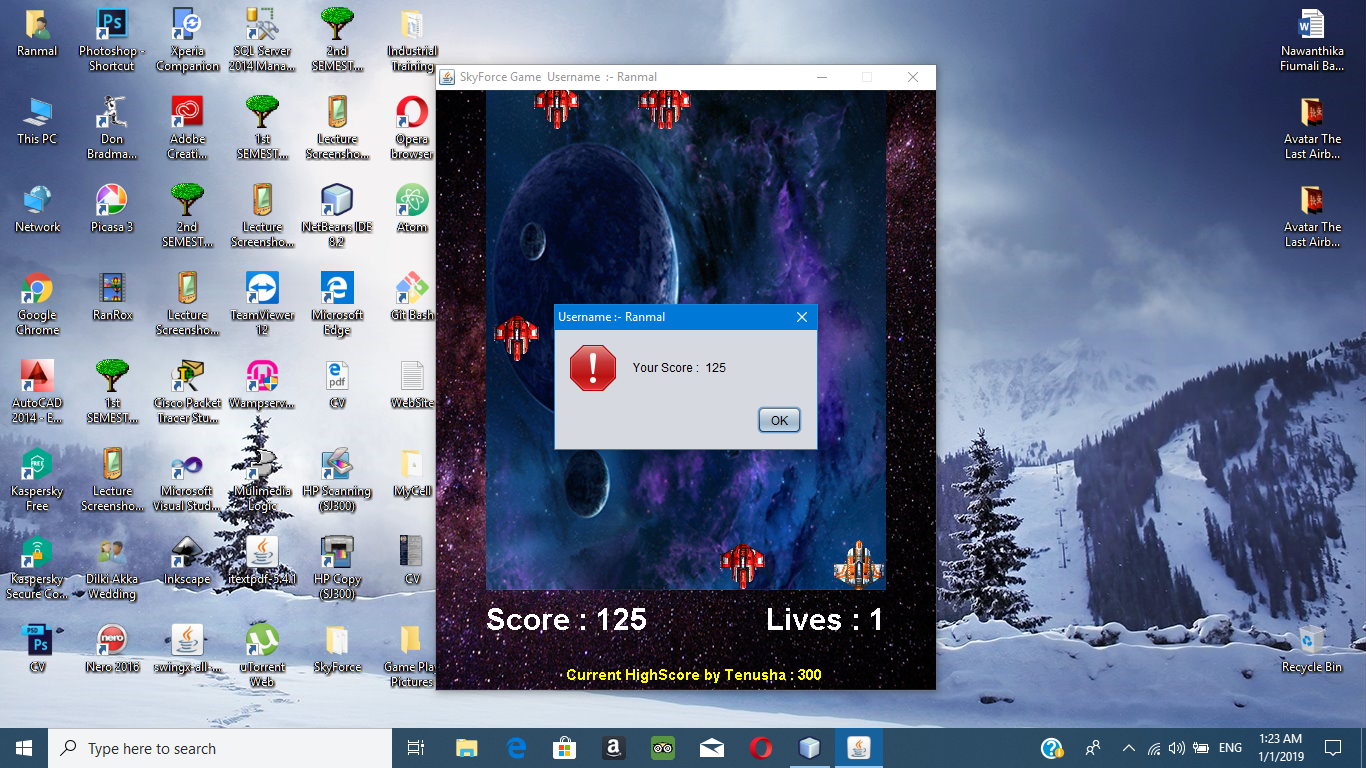 Ranmal
Photoshop -
Shortcut
Xperia
Companion
SQL Server
2014 Mana...
2nd
SEMEST...
Industrial
Training
This PC
Don
Bradma...
Adobe
Creati...
1st
SEMEST...
Lecture
Screensho...
Opera
browser
Network
Picasa 3
2nd
SEMEST...
Lecture
Screensho...
NetBeans IDE
8.2
Atom
Google
Chrome
RanRox
Lecture
Screensho...
TeamViewer
12
Microsoft
Edge
Git Bash
AutoCAD
2014 - E...
1st
SEMEST...
Cisco Packet
Tracer Stu...
Wampserv...
pdf
CV
WebSite
Kaspersky
Free
Lecture
Screensho...
Microsoft
Visual Stud...
Mulimedia
Logic
HP Scanning
(SJ300)
MyCell
Kaspersky
Secure Co...
Dilki Akka
Wedding
Inkscape
itextpdf-5.4.1
HP Copy
(SJ300)
CV
PSD
Ps
CV
nero
Nero 2016
swingx-all-...
uTorrent
Web
SkyForce
Game Play
Pictures
SkyForce Game Username :- Ranmal
Username :- Ranmal
Your Score : 125
OK
Score : 125
Lives : 1
Current HighScore by Tenusha : 300
Nawanthika
Fiumali Ba...
Avatar The
Last Airb...
Avatar The
Last Airb...
Recycle Bin
Type here to search
ENG
1:23 AM
1/1/2019